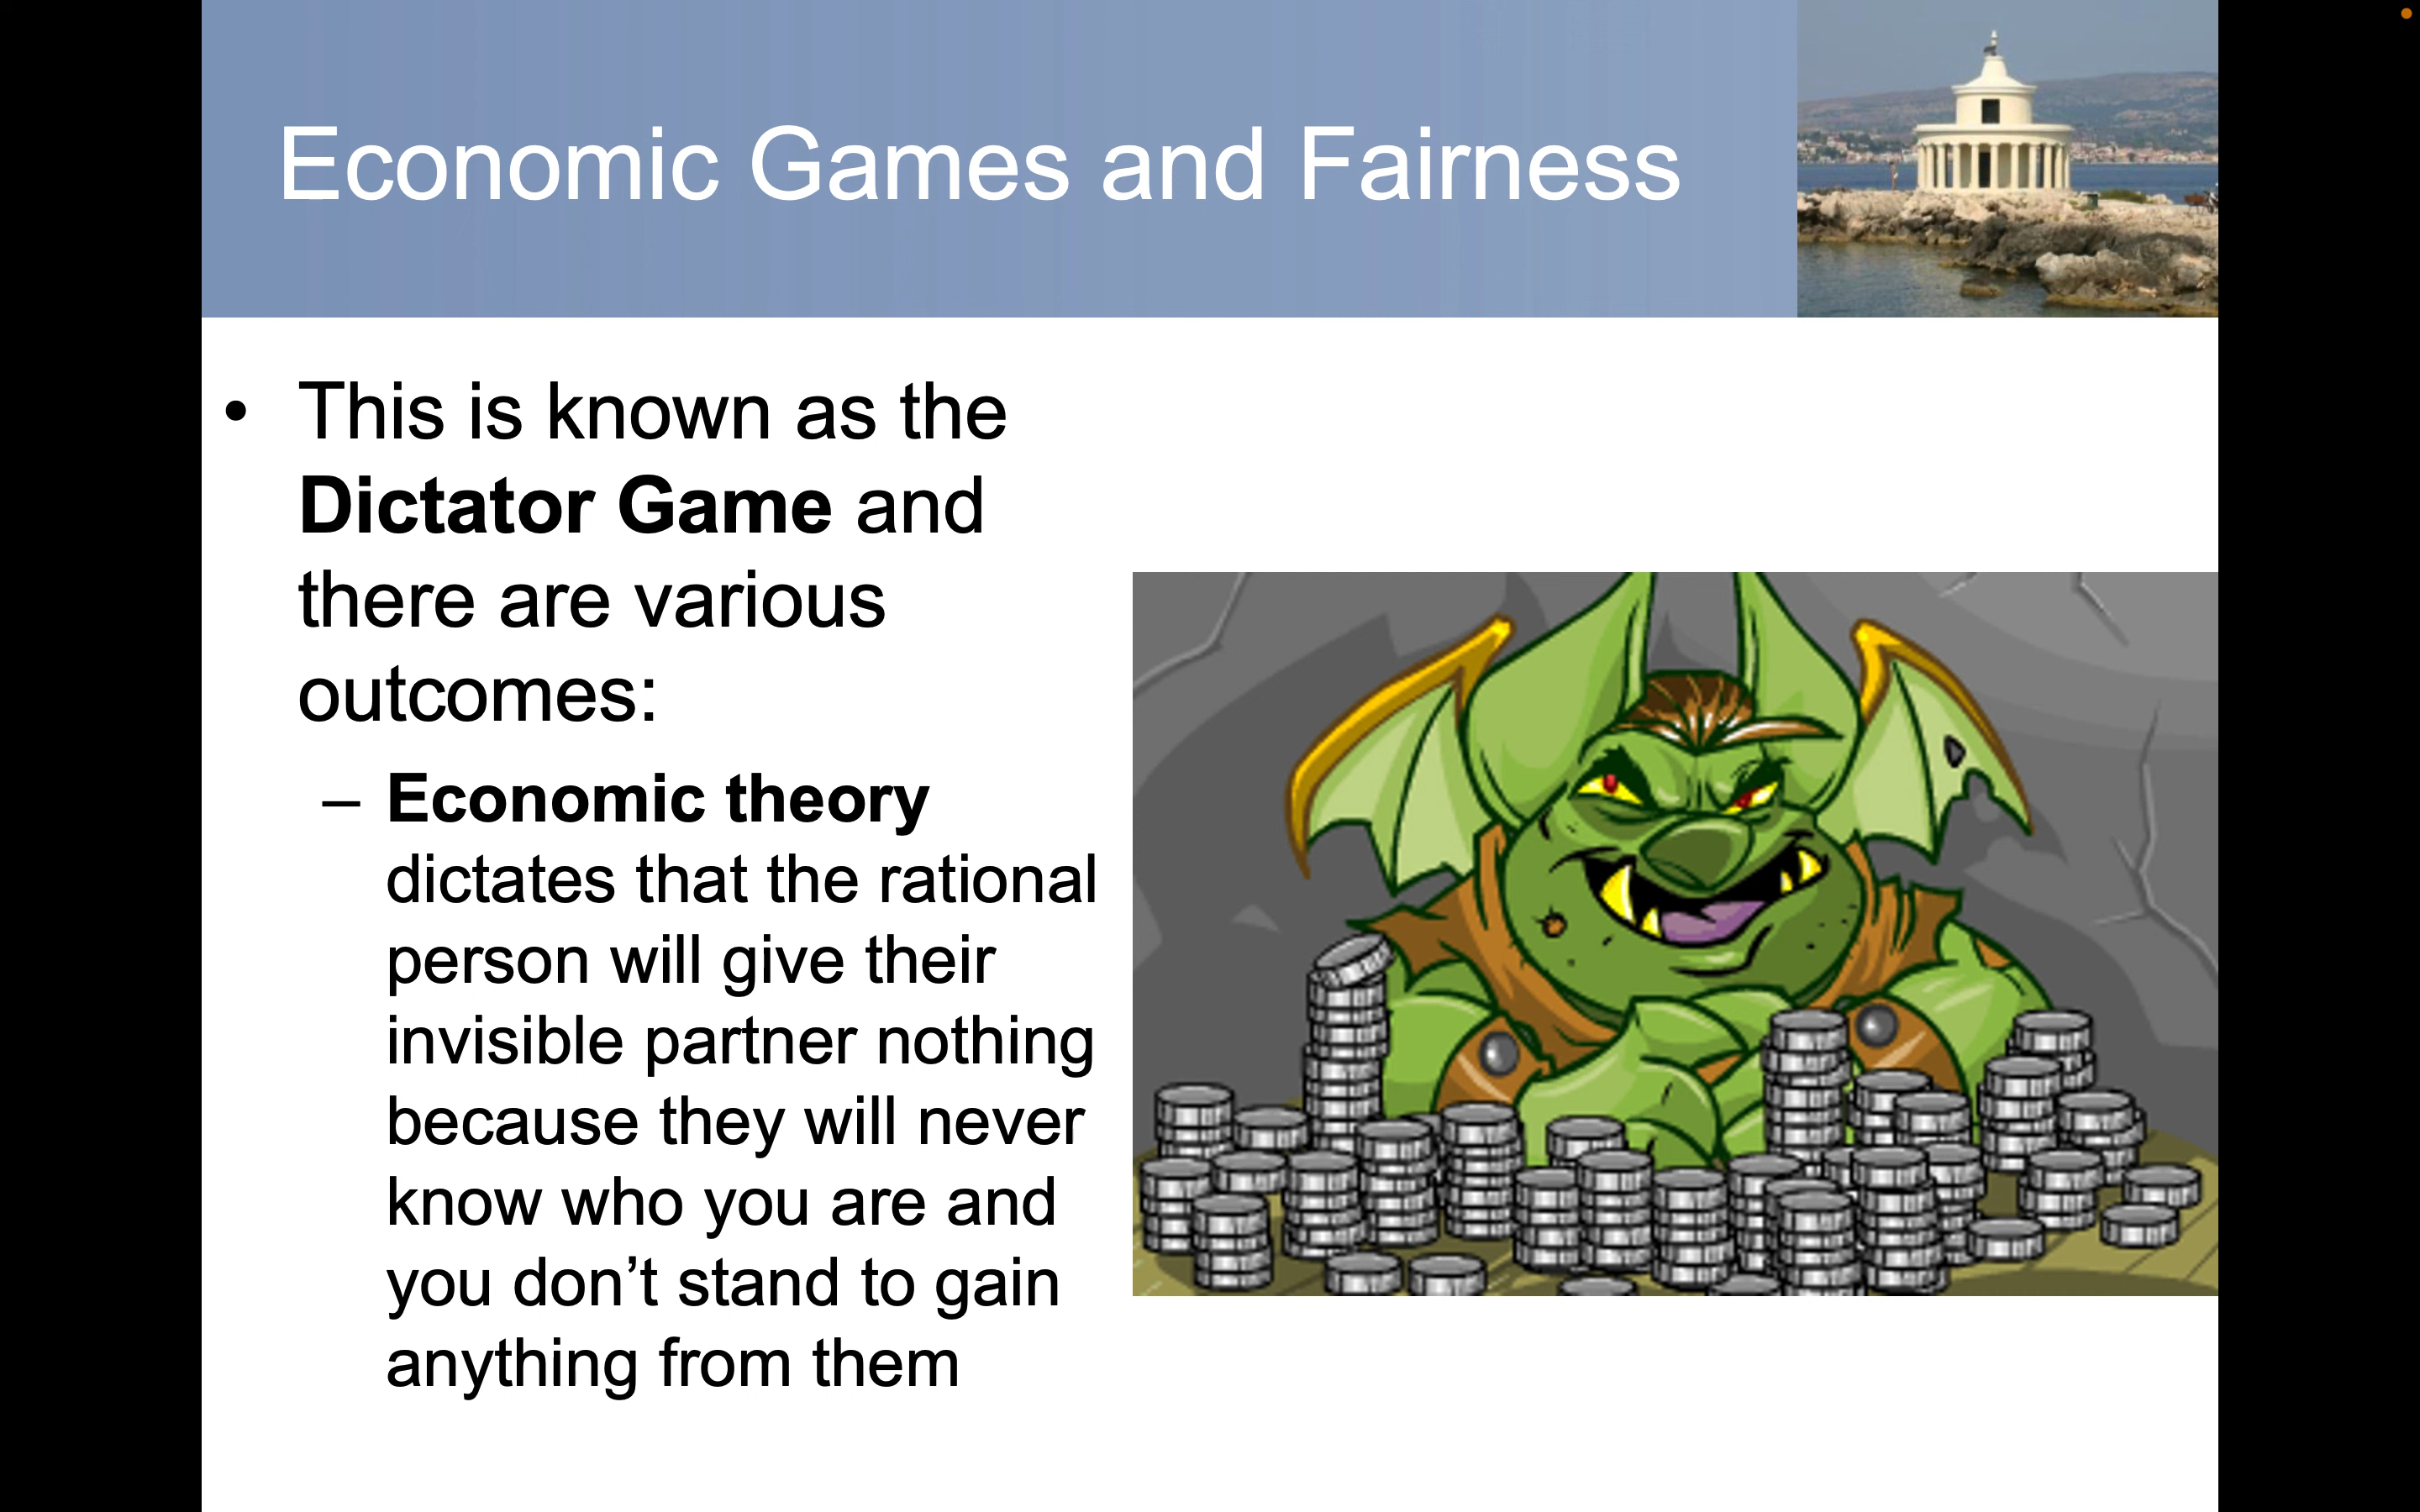 Economic Games and Fairness
• This is known as the
Dictator Game and
there are various
outcomes:
– Economic theory
dictates that the rational
person will give their
invisible partner nothing
because they will never
know who you are and
you don’t stand to gain
anything from them